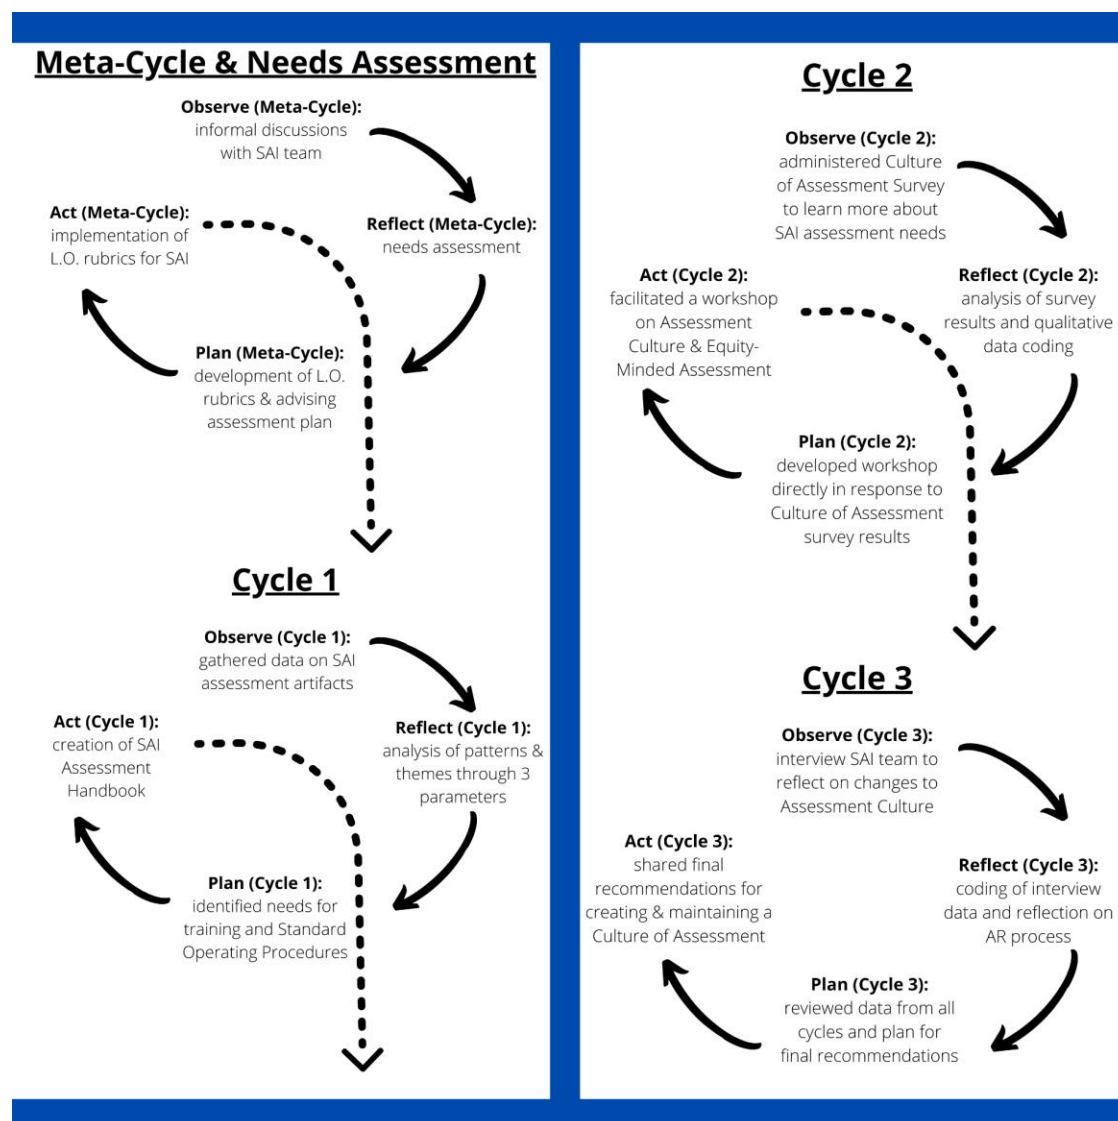 Meta-Cycle & Needs Assessment
Observe (Meta-Cycle):
informal discussions
with SAI team
Reflect (Meta-Cycle):
needs assessment
Plan (Meta-Cycle):
development of L.O.
rubrics & advising
assessment plan
Act (Meta-Cycle):
implementation of
L.O. rubrics for SAI
Cycle 1
Observe (Cycle 1):
gathered data on SAI
assessment artifacts
Reflect (Cycle 1):
analysis of patterns &
themes through 3
parameters
Plan (Cycle 1):
identified needs for
training and Standard
Operating Procedures
Act (Cycle 1):
creation of SAI
Assessment
Handbook
Cycle 2
Observe (Cycle 2):
administered Culture
of Assessment Survey
to learn more about
SAI assessment needs
Reflect (Cycle 2):
analysis of survey
results and qualitative
data coding
Plan (Cycle 2):
developed workshop
directly in response to
Culture of Assessment
survey results
Act (Cycle 2):
facilitated a workshop
on Assessment
Culture & Equity-
Minded Assessment
Cycle 3
Observe (Cycle 3):
interview SAI team to
reflect on changes to
Assessment Culture
Reflect (Cycle 3):
coding of interview
data and reflection on
AR process
Plan (Cycle 3):
reviewed data from all
cycles and plan for
final recommendations
Act (Cycle 3):
shared final
recommendations for
creating & maintaining a
Culture of Assessment